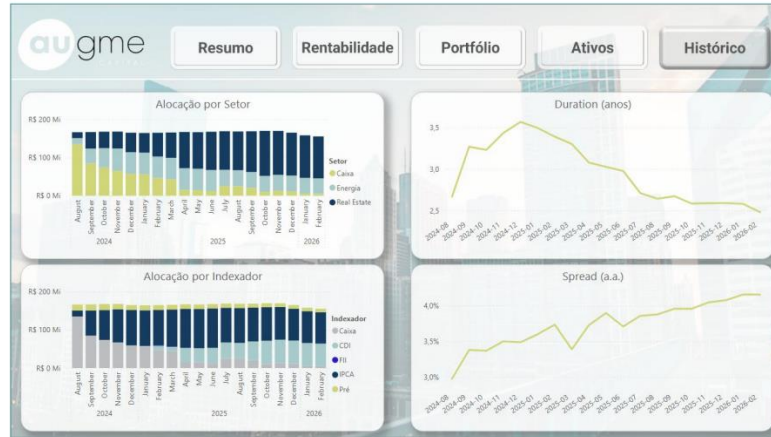 augme
CAPITAL
Resumo
Rentabilidade
Portfólio
Ativos
Histórico
Alocação por Setor
R$ 200 Mi
R$ 100 Mi
R$ 0 Mi
August
September
October
November
December
January
February
March
April
May
June
July
August
September
October
November
December
January
February
2024
2025
2026
Setor
Caixa
Energia
Real Estate
Duration (anos)
3,5
3,0
2,5
2024-08
2024-09
2024-10
2024-11
2024-12
2025-01
2025-02
2025-03
2025-04
2025-05
2025-06
2025-07
2025-08
2025-09
2025-10
2025-11
2025-12
2026-01
2026-02
Alocação por Indexador
R$ 200 Mi
R$ 100 Mi
R$ 0 Mi
August
September
October
November
December
January
February
March
April
May
June
July
August
September
October
November
December
January
February
2024
2025
2026
Indexador
Caixa
CDI
FII
IPCA
Pré
Spread (a.a.)
4,0%
3,5%
3,0%
2024-08
2024-09
2024-10
2024-11
2024-12
2025-01
2025-02
2025-03
2025-04
2025-05
2025-06
2025-07
2025-08
2025-09
2025-10
2025-11
2025-12
2026-01
2026-02